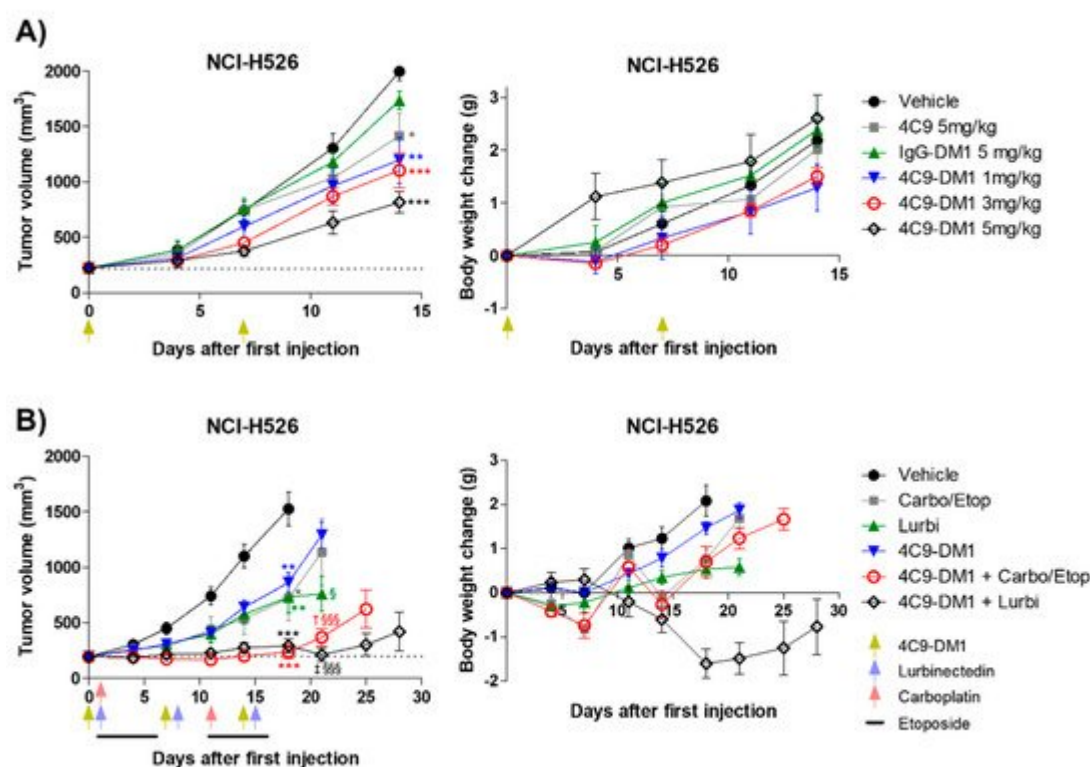 A)
NCI-H526
Tumor volume (mm³)
2000
1500
1000
500
0
*
**
***
***
0 5 10 15
Days after first injection
NCI-H526
Body weight change (g)
3
2
1
0
-1
5 10 15
Days after first injection
Vehicle
4C9 5mg/kg
IgG-DM1 5 mg/kg
4C9-DM1 1mg/kg
4C9-DM1 3mg/kg
4C9-DM1 5mg/kg
B)
NCI-H526
Tumor volume (mm³)
2000
1500
1000
500
0
**
*
**
§
***
***
† §§§
‡ §§§
0 5 10 15 20 25 30
Days after first injection
NCI-H526
Body weight change (g)
3
2
1
0
-1
-2
5 10 15 20 25 30
Days after first injection
Vehicle
Carbo/Etop
Lurbi
4C9-DM1
4C9-DM1 + Carbo/Etop
4C9-DM1 + Lurbi
4C9-DM1
Lurbinectedin
Carboplatin
Etoposide